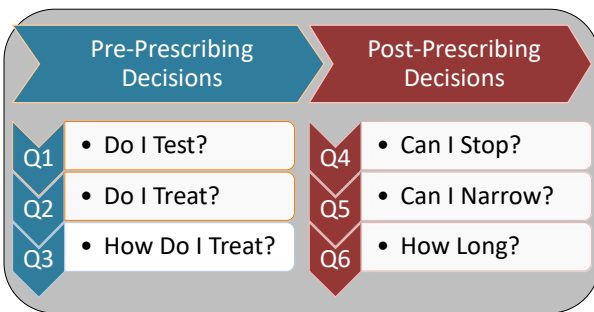 Pre-Prescribing
Decisions
Post-Prescribing
Decisions
Q1
• Do I Test?
Q2
• Do I Treat?
Q3
• How Do I Treat?
Q4
• Can I Stop?
Q5
• Can I Narrow?
Q6
• How Long?